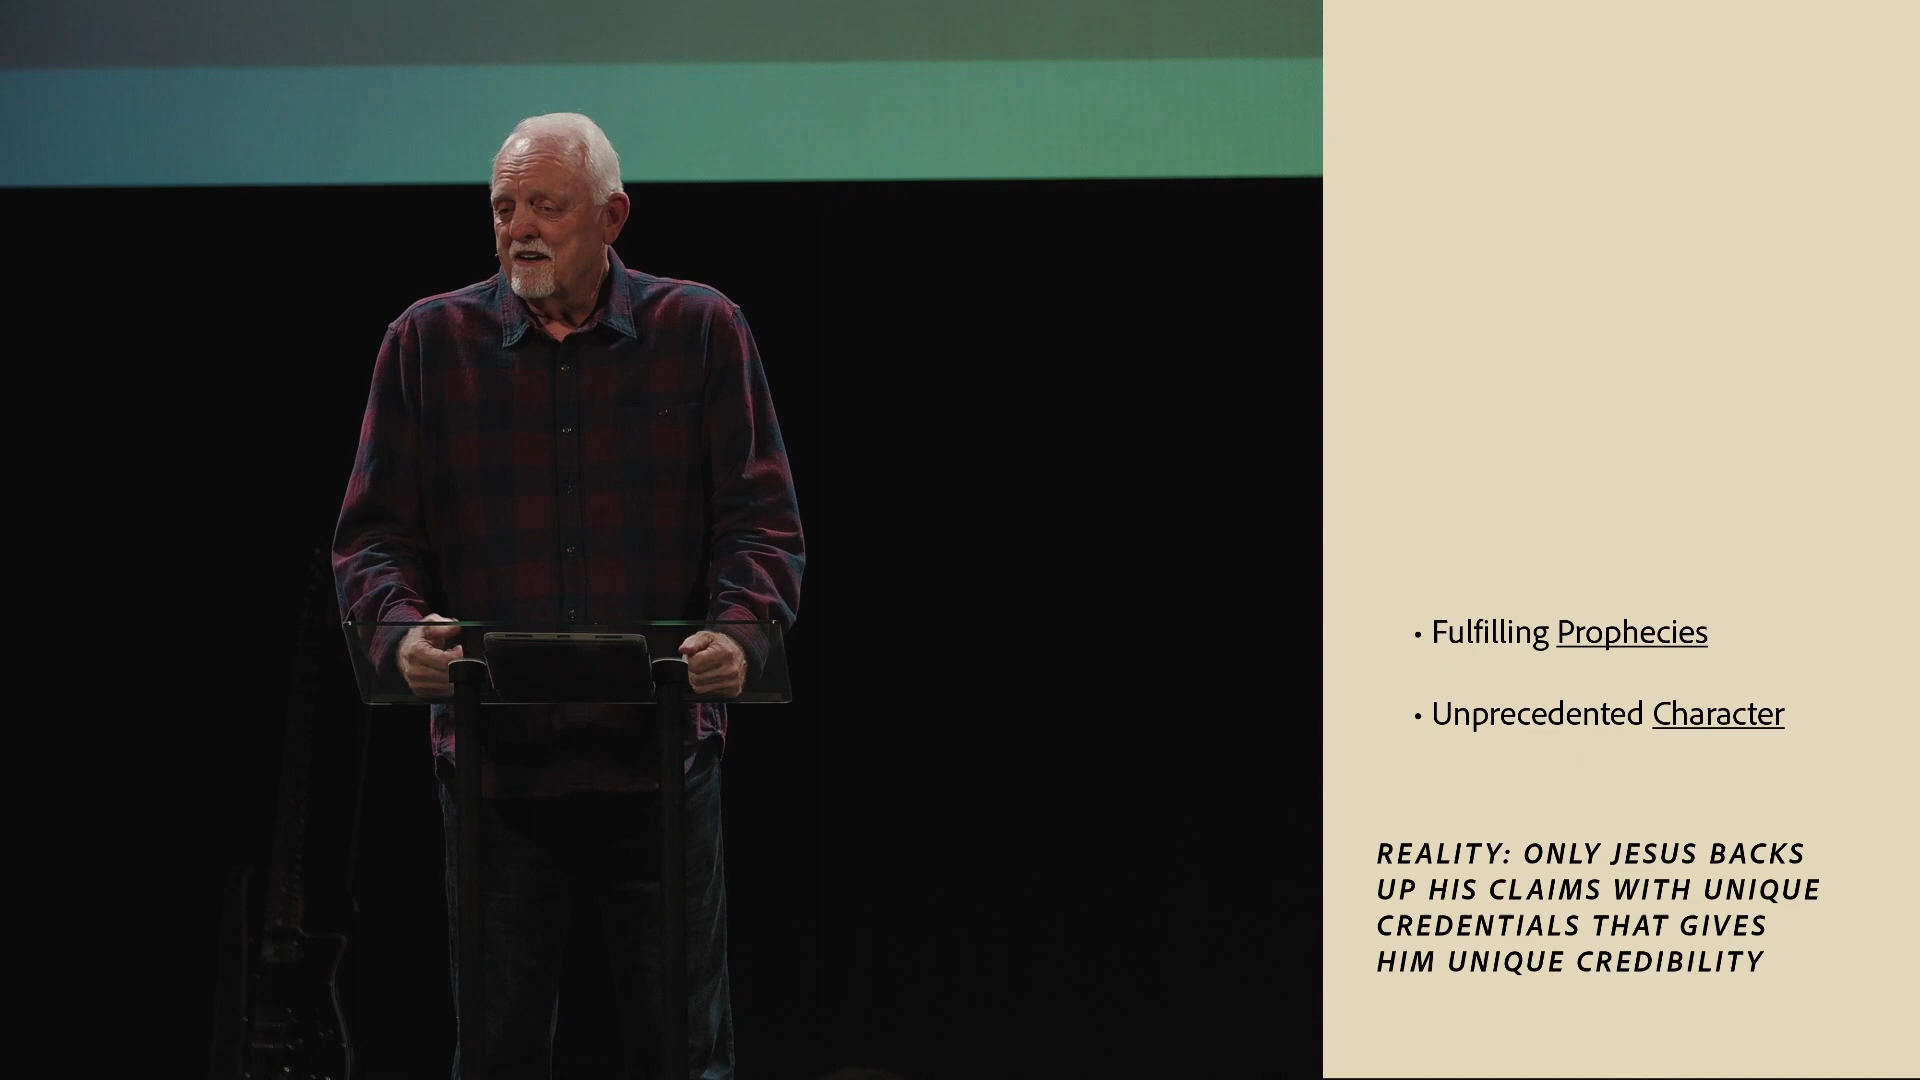 • Fulfilling Prophecies
• Unprecedented Character
REALITY: ONLY JESUS BACKS
UP HIS CLAIMS WITH UNIQUE
CREDENTIALS THAT GIVES
HIM UNIQUE CREDIBILITY